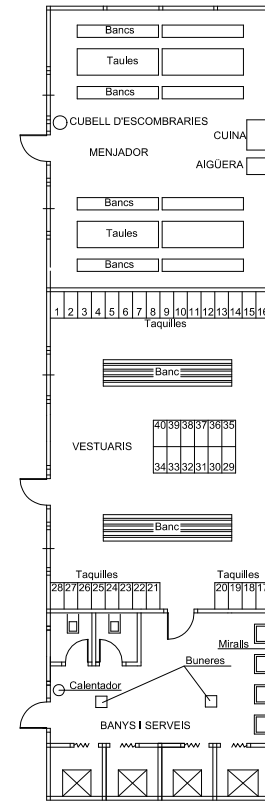 Bancs
Taules
Bancs
CUBELL D'ESCOMBRARIES
CUINA
MENJADOR
AIGÜERA
Bancs
Taules
Bancs
1 2 3 4 5 6 7 8 9 10 11 12 13 14 15 16
Taquilles
Banc
40 39 38 37 36 35
VESTUARIS
34 33 32 31 30 29
Banc
Taquilles Taquilles
28 27 26 25 24 23 22 21 20 19 18 17
Miralls
Buneres
Calentador
BANYS I SERVEIS